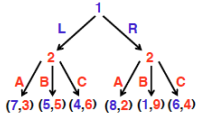 1
L R
2 2
A B C A B C
(7,3) (5,5) (4,6) (8,2) (1,9) (6,4)